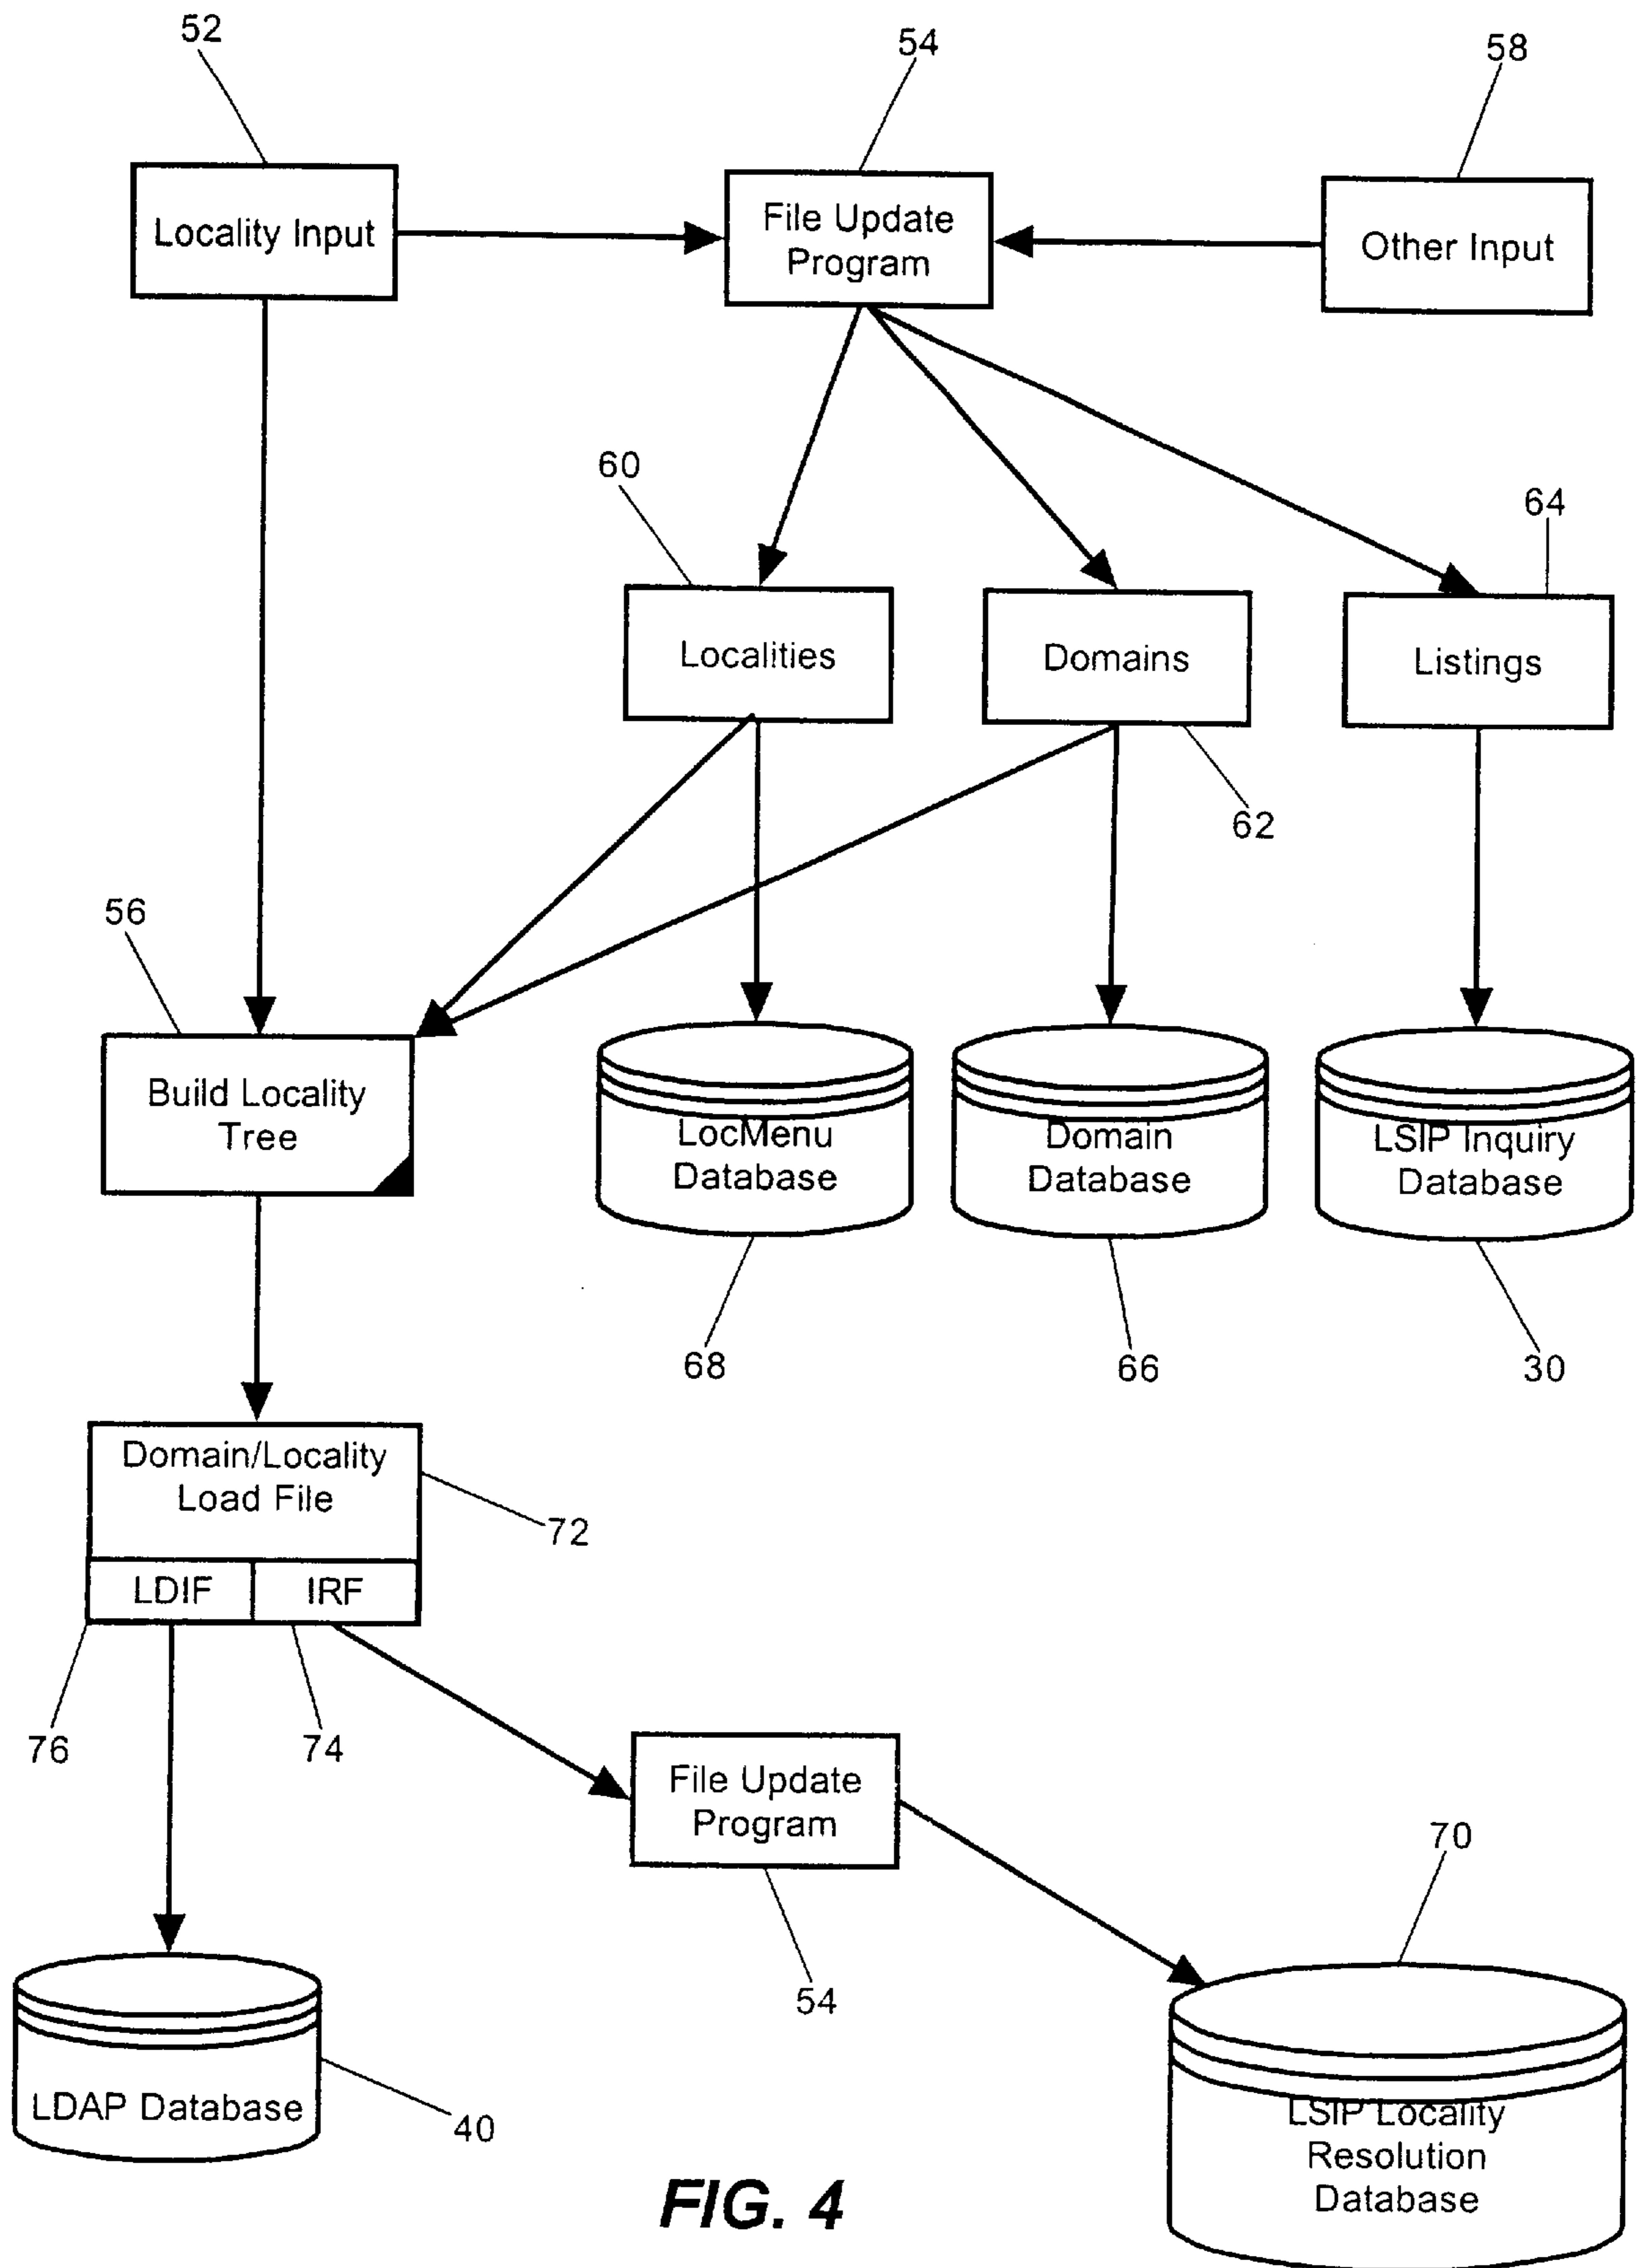 52
54
58
Locality Input
File Update
Program
Other Input
60
64
Localities
Domains
Listings
62
56
Build Locality
Tree
LocMenu
Database
Domain
Database
LSIP Inquiry
Database
68
66
30
Domain/Locality
Load File
72
LDIF
IRF
76
74
File Update
Program
54
70
LDAP Database
40
LSIP Locality
Resolution
Database
FIG. 4